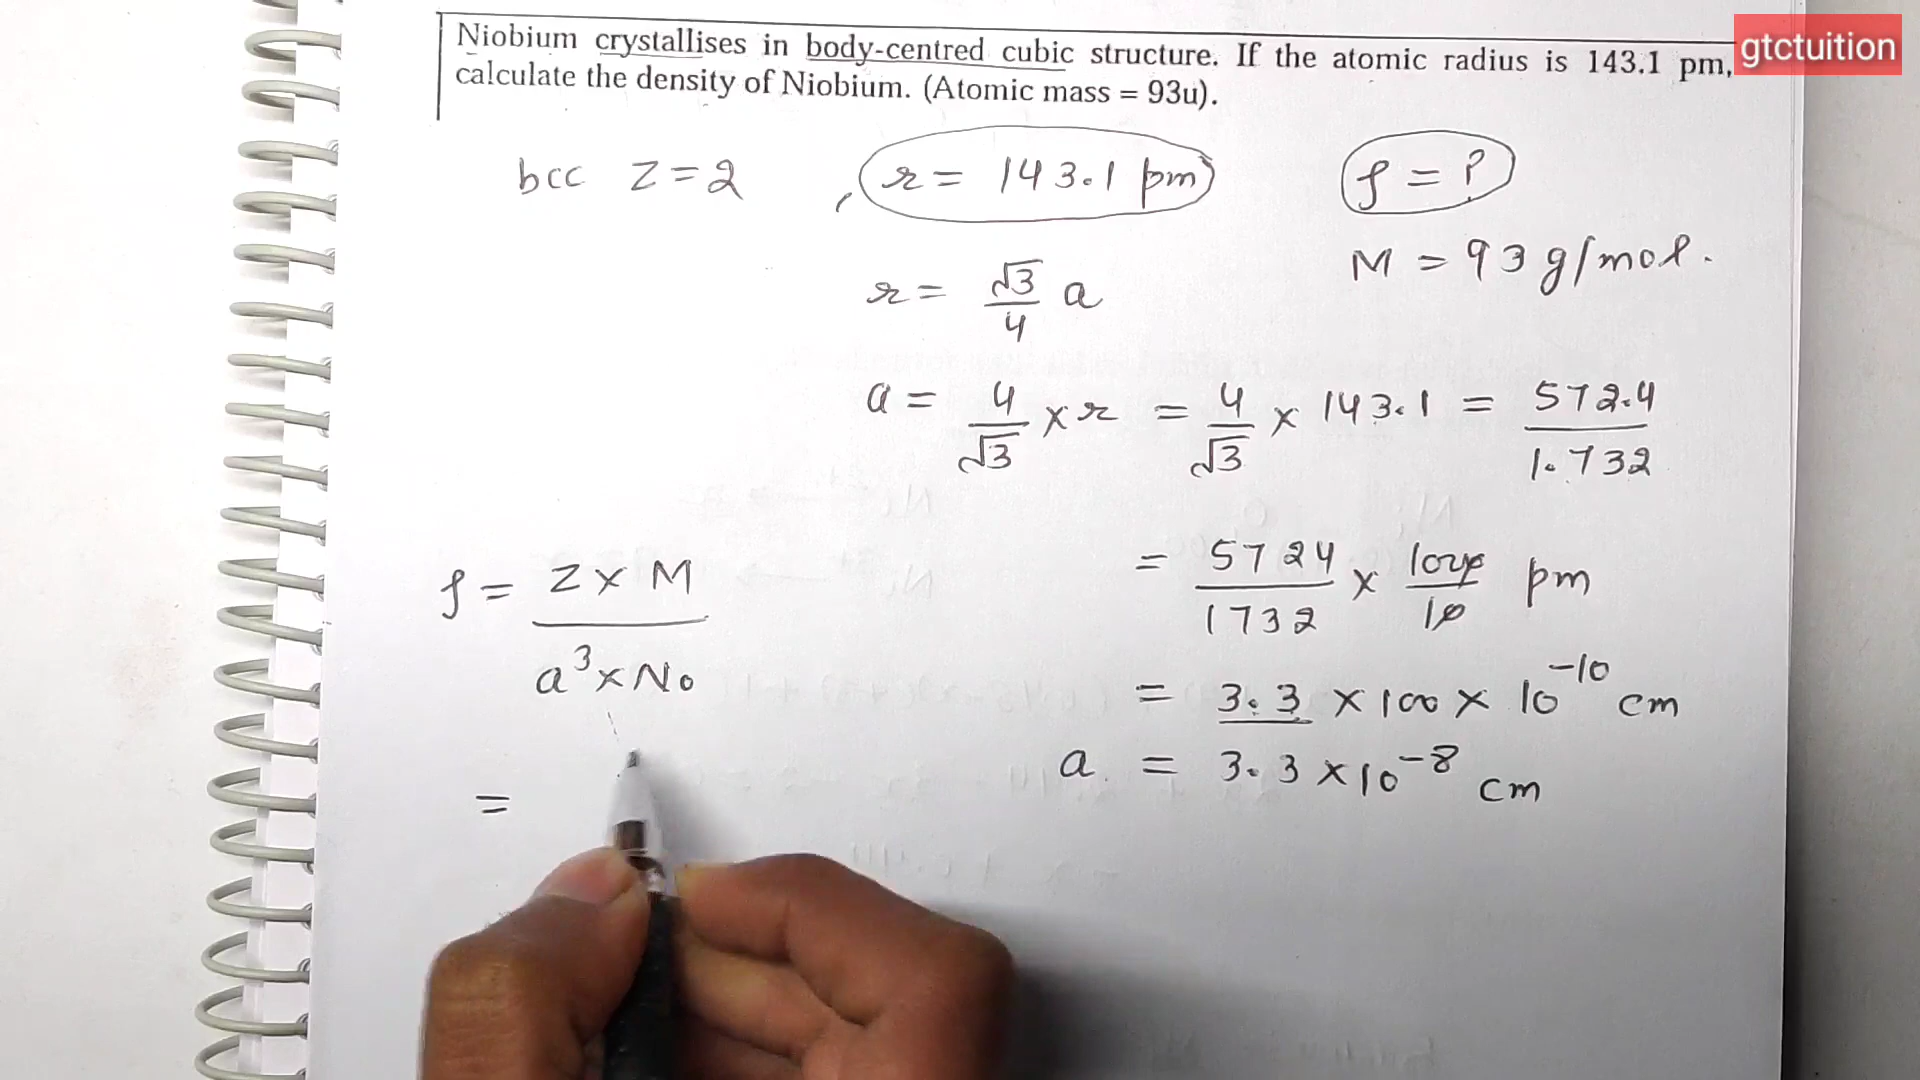 gtctuition
Niobium crystallises in body-centred cubic structure. If the atomic radius is 143.1 pm,
calculate the density of Niobium. (Atomic mass = 93u).
bcc Z = 2 , r = 143.1 pm ρ = ?
M = 93 g/mol.
r = √3/4 a
a = 4/√3 × r = 4/√3 × 143.1 = 572.4/1.732
= 5724/1732 × 100/1 pm
= 3.3 × 100 × 10⁻¹⁰ cm
a = 3.3 × 10⁻⁸ cm
ρ = Z × M / a³ × N₀
=